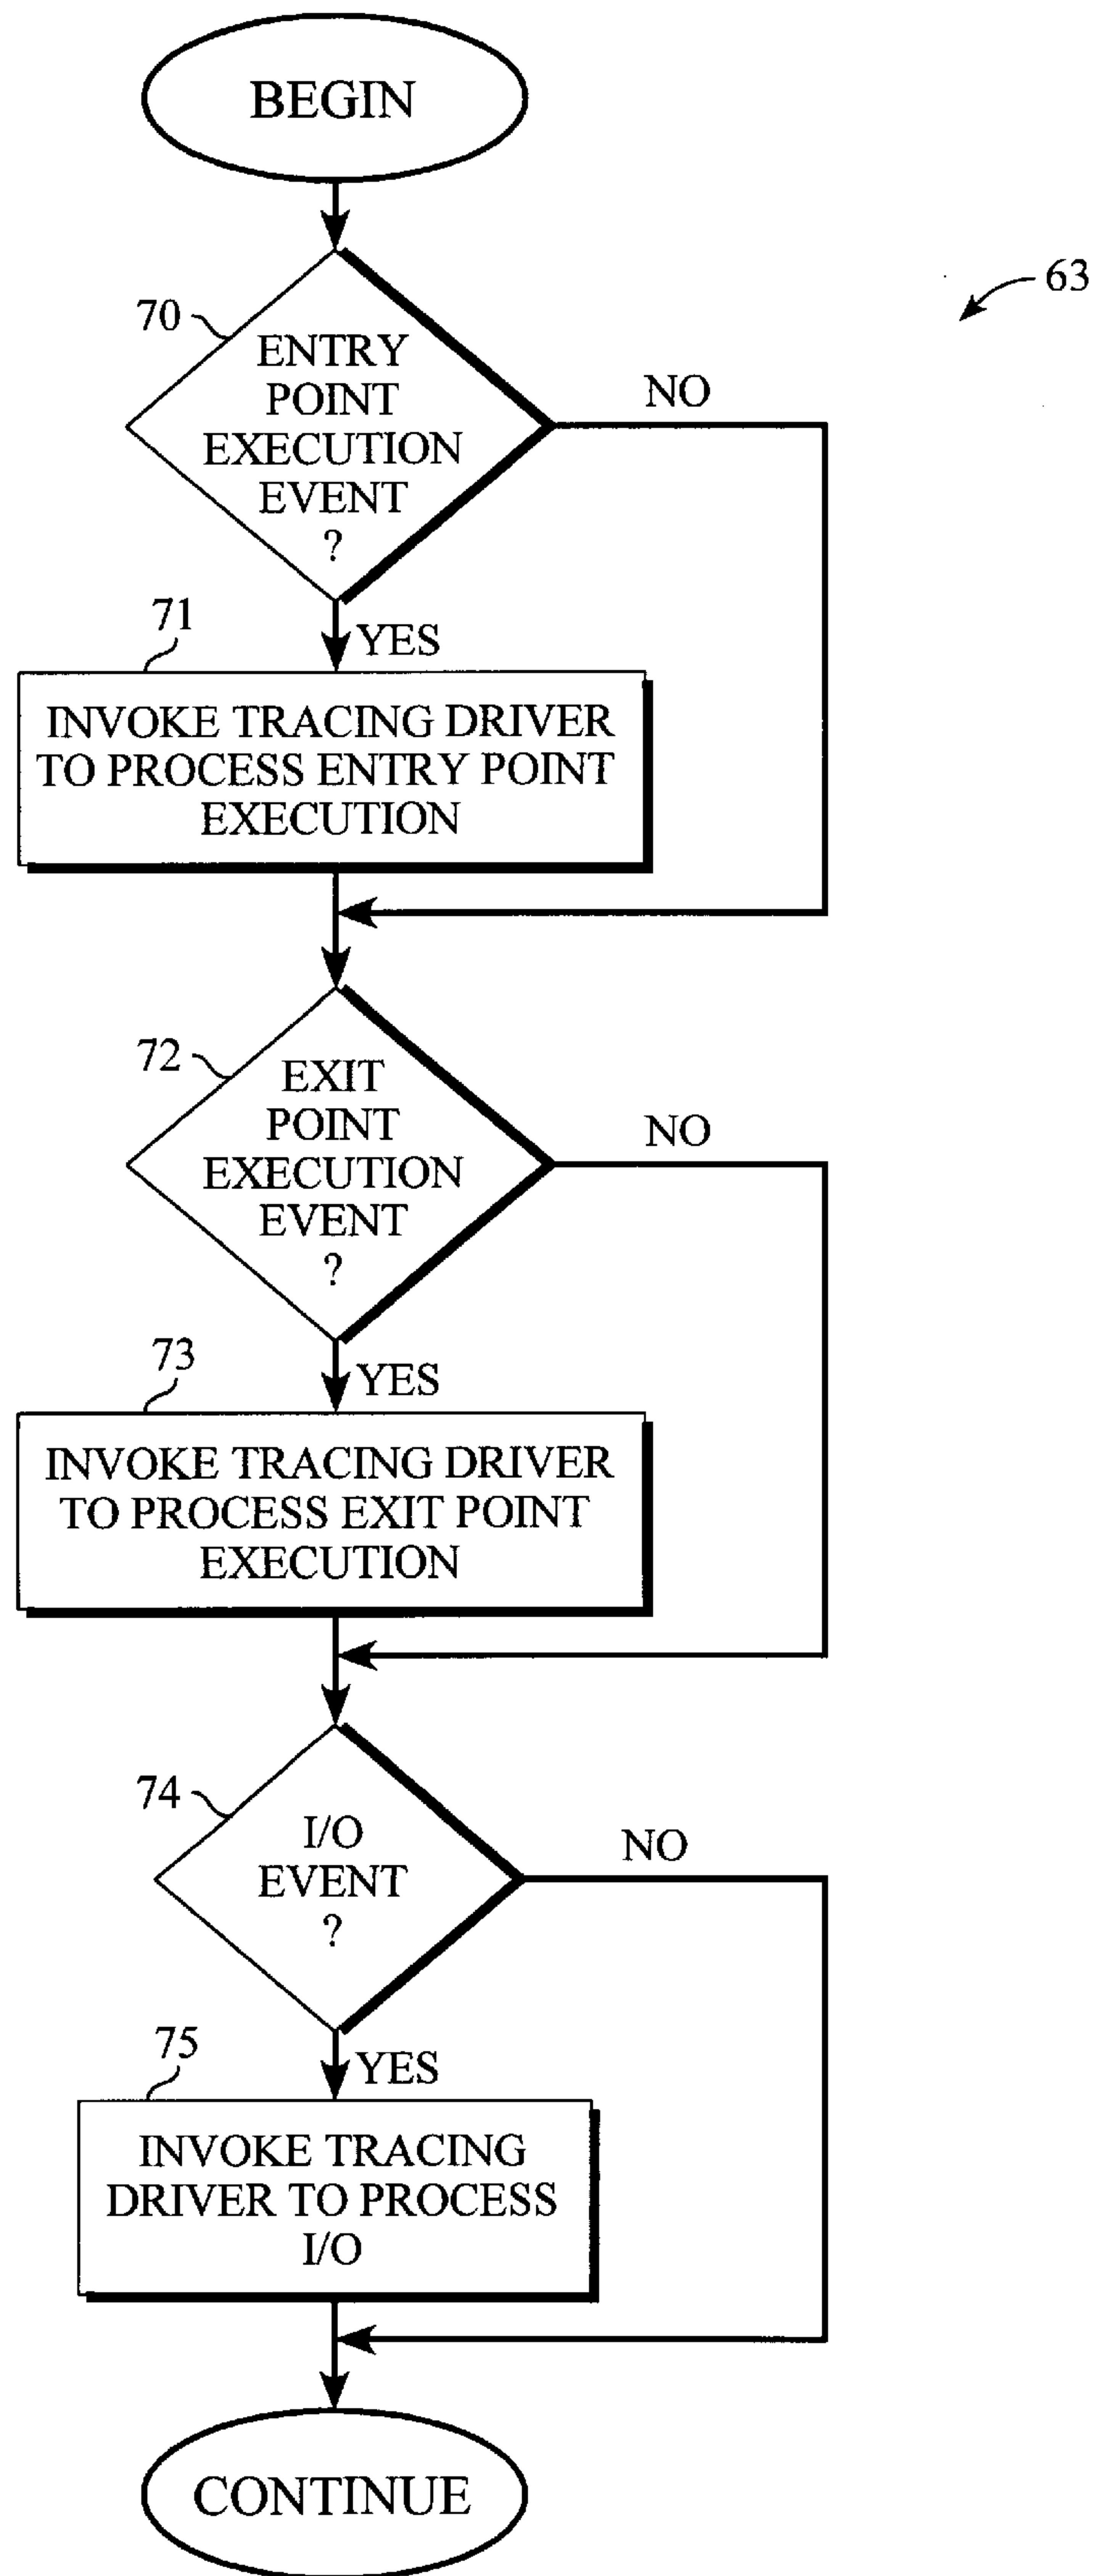 BEGIN
63
70
ENTRY
POINT
EXECUTION
EVENT
?
NO
71
YES
INVOKE TRACING DRIVER
TO PROCESS ENTRY POINT
EXECUTION
72
EXIT
POINT
EXECUTION
EVENT
?
NO
73
YES
INVOKE TRACING DRIVER
TO PROCESS EXIT POINT
EXECUTION
74
I/O
EVENT
?
NO
75
YES
INVOKE TRACING
DRIVER TO PROCESS
I/O
CONTINUE